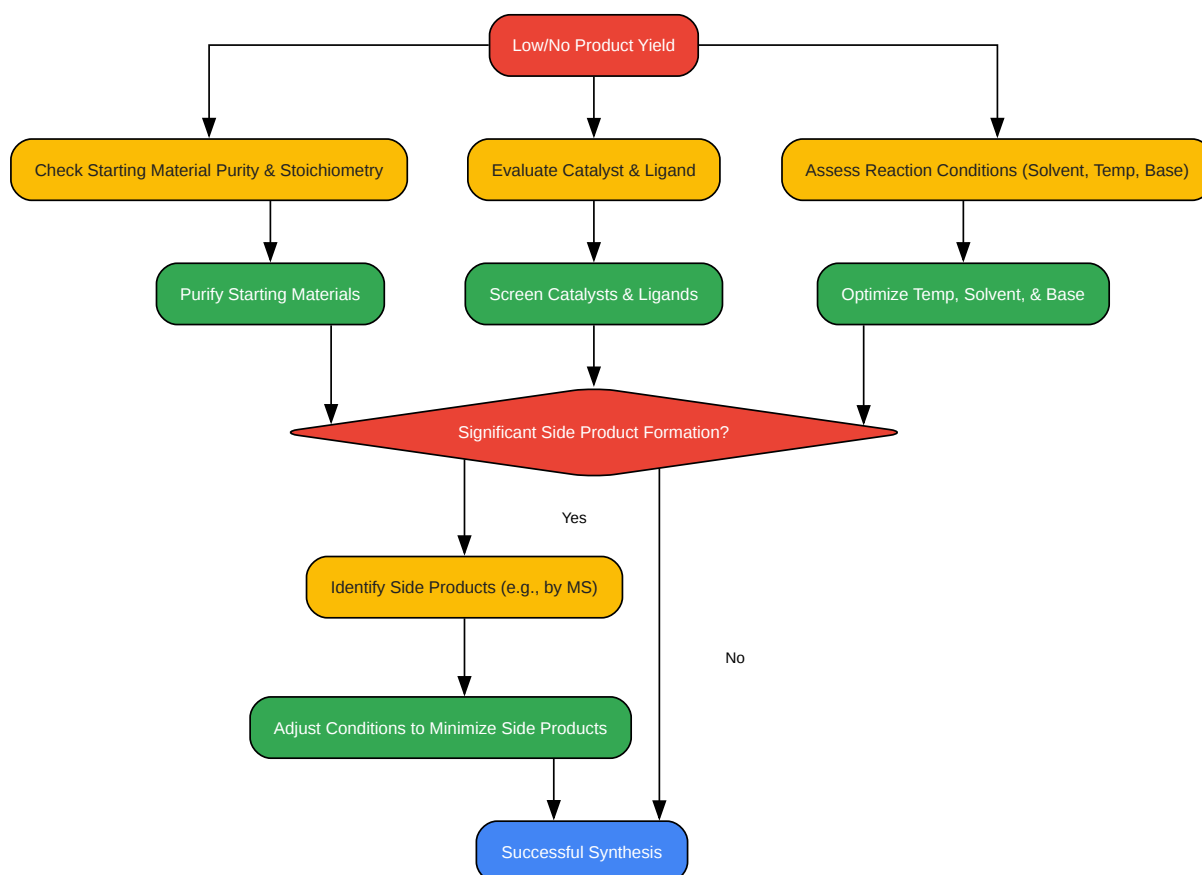 Low/No Product Yield
Check Starting Material Purity & Stoichiometry
Evaluate Catalyst & Ligand
Assess Reaction Conditions (Solvent, Temp, Base)
Purify Starting Materials
Screen Catalysts & Ligands
Optimize Temp, Solvent, & Base
Significant Side Product Formation?
Yes
Identify Side Products (e.g., by MS)
No
Adjust Conditions to Minimize Side Products
Successful Synthesis